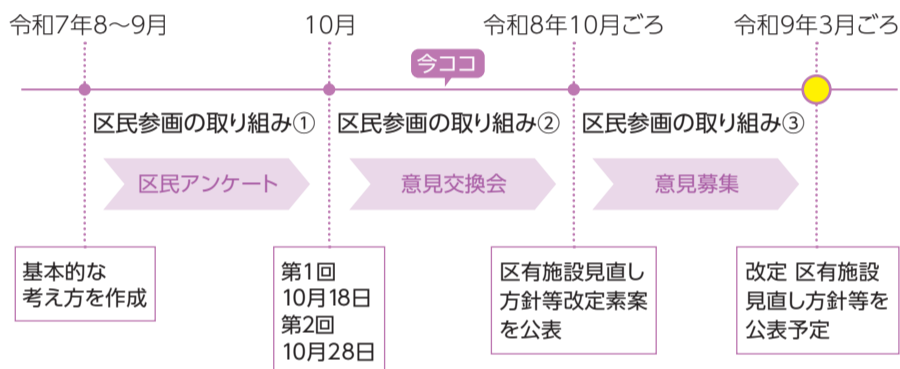 令和7年8～9月
10月
令和8年10月ごろ
令和9年3月ごろ
今ココ
区民参画の取り組み①
区民参画の取り組み②
区民参画の取り組み③
区民アンケート
意見交換会
意見募集
基本的な
考え方を作成
第1回
10月18日
第2回
10月28日
区有施設見直し
方針等改定素案
を公表
改定 区有施設
見直し方針等を
公表予定